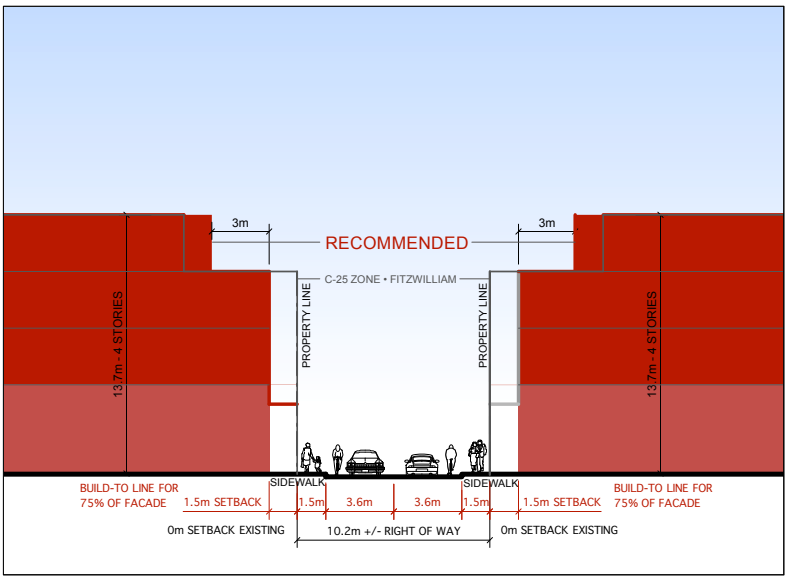 3m
3m
RECOMMENDED
C-25 ZONE • FITZWILLIAM
PROPERTY LINE
PROPERTY LINE
13.7m - 4 STORIES
13.7m - 4 STORIES
SIDEWALK
SIDEWALK
BUILD-TO LINE FOR
75% OF FACADE
1.5m SETBACK
1.5m
3.6m
3.6m
1.5m
1.5m SETBACK
BUILD-TO LINE FOR
75% OF FACADE
0m SETBACK EXISTING
10.2m +/- RIGHT OF WAY
0m SETBACK EXISTING